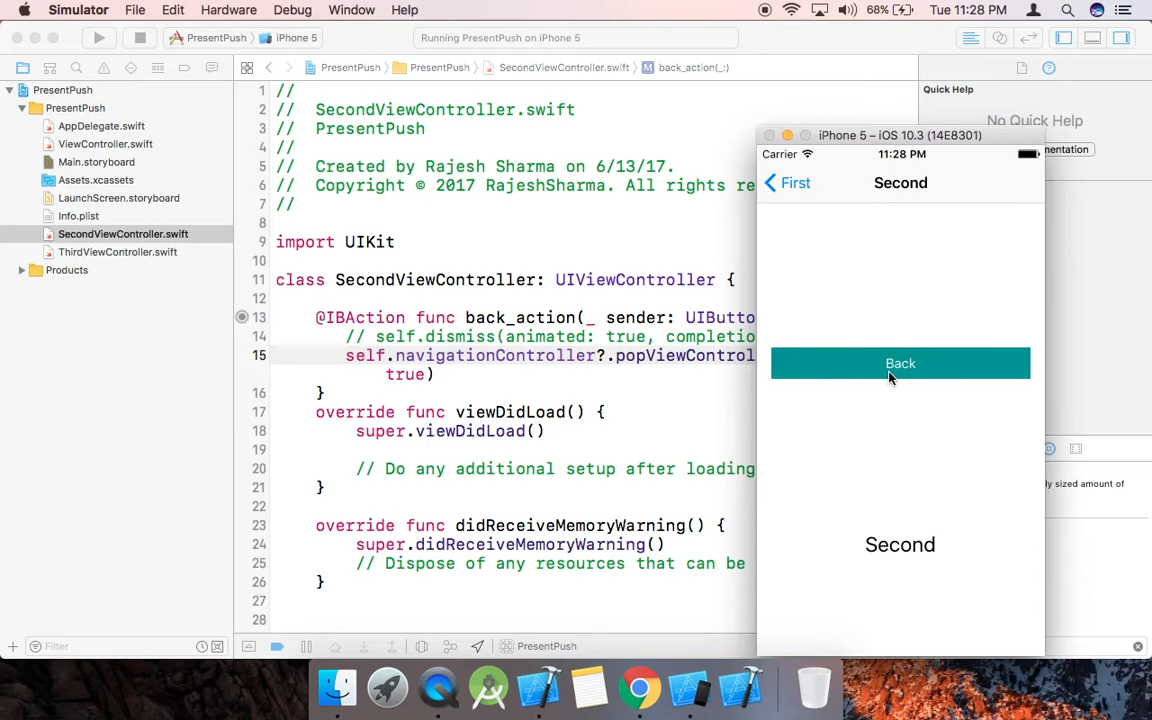 Simulator File Edit Hardware Debug Window Help 68% Tue 11:28 PM
PresentPush iPhone 5 Running PresentPush on iPhone 5
PresentPush PresentPush SecondViewController.swift M back_action(_:)
PresentPush
PresentPush
AppDelegate.swift
ViewController.swift
Main.storyboard
Assets.xcassets
LaunchScreen.storyboard
Info.plist
SecondViewController.swift
ThirdViewController.swift
Products
Filter
1 //
2 // SecondViewController.swift
3 // PresentPush
4 //
5 // Created by Rajesh Sharma on 6/13/17.
6 // Copyright © 2017 RajeshSharma. All rights re
7 //
8
9 import UIKit
10
11 class SecondViewController: UIViewController {
12
13 @IBAction func back_action(_ sender: UIButto
14 // self.dismiss(animated: true, completio
15 self.navigationController?.popViewControl
true)
16 }
17 override func viewDidLoad() {
18 super.viewDidLoad()
19
20 // Do any additional setup after loading
21 }
22
23 override func didReceiveMemoryWarning() {
24 super.didReceiveMemoryWarning()
25 // Dispose of any resources that can be
26 }
27
28
PresentPush
Quick Help
No Quick Help
mentation
ly sized amount of
iPhone 5 – iOS 10.3 (14E8301)
Carrier 11:28 PM
First Second
Back
Second